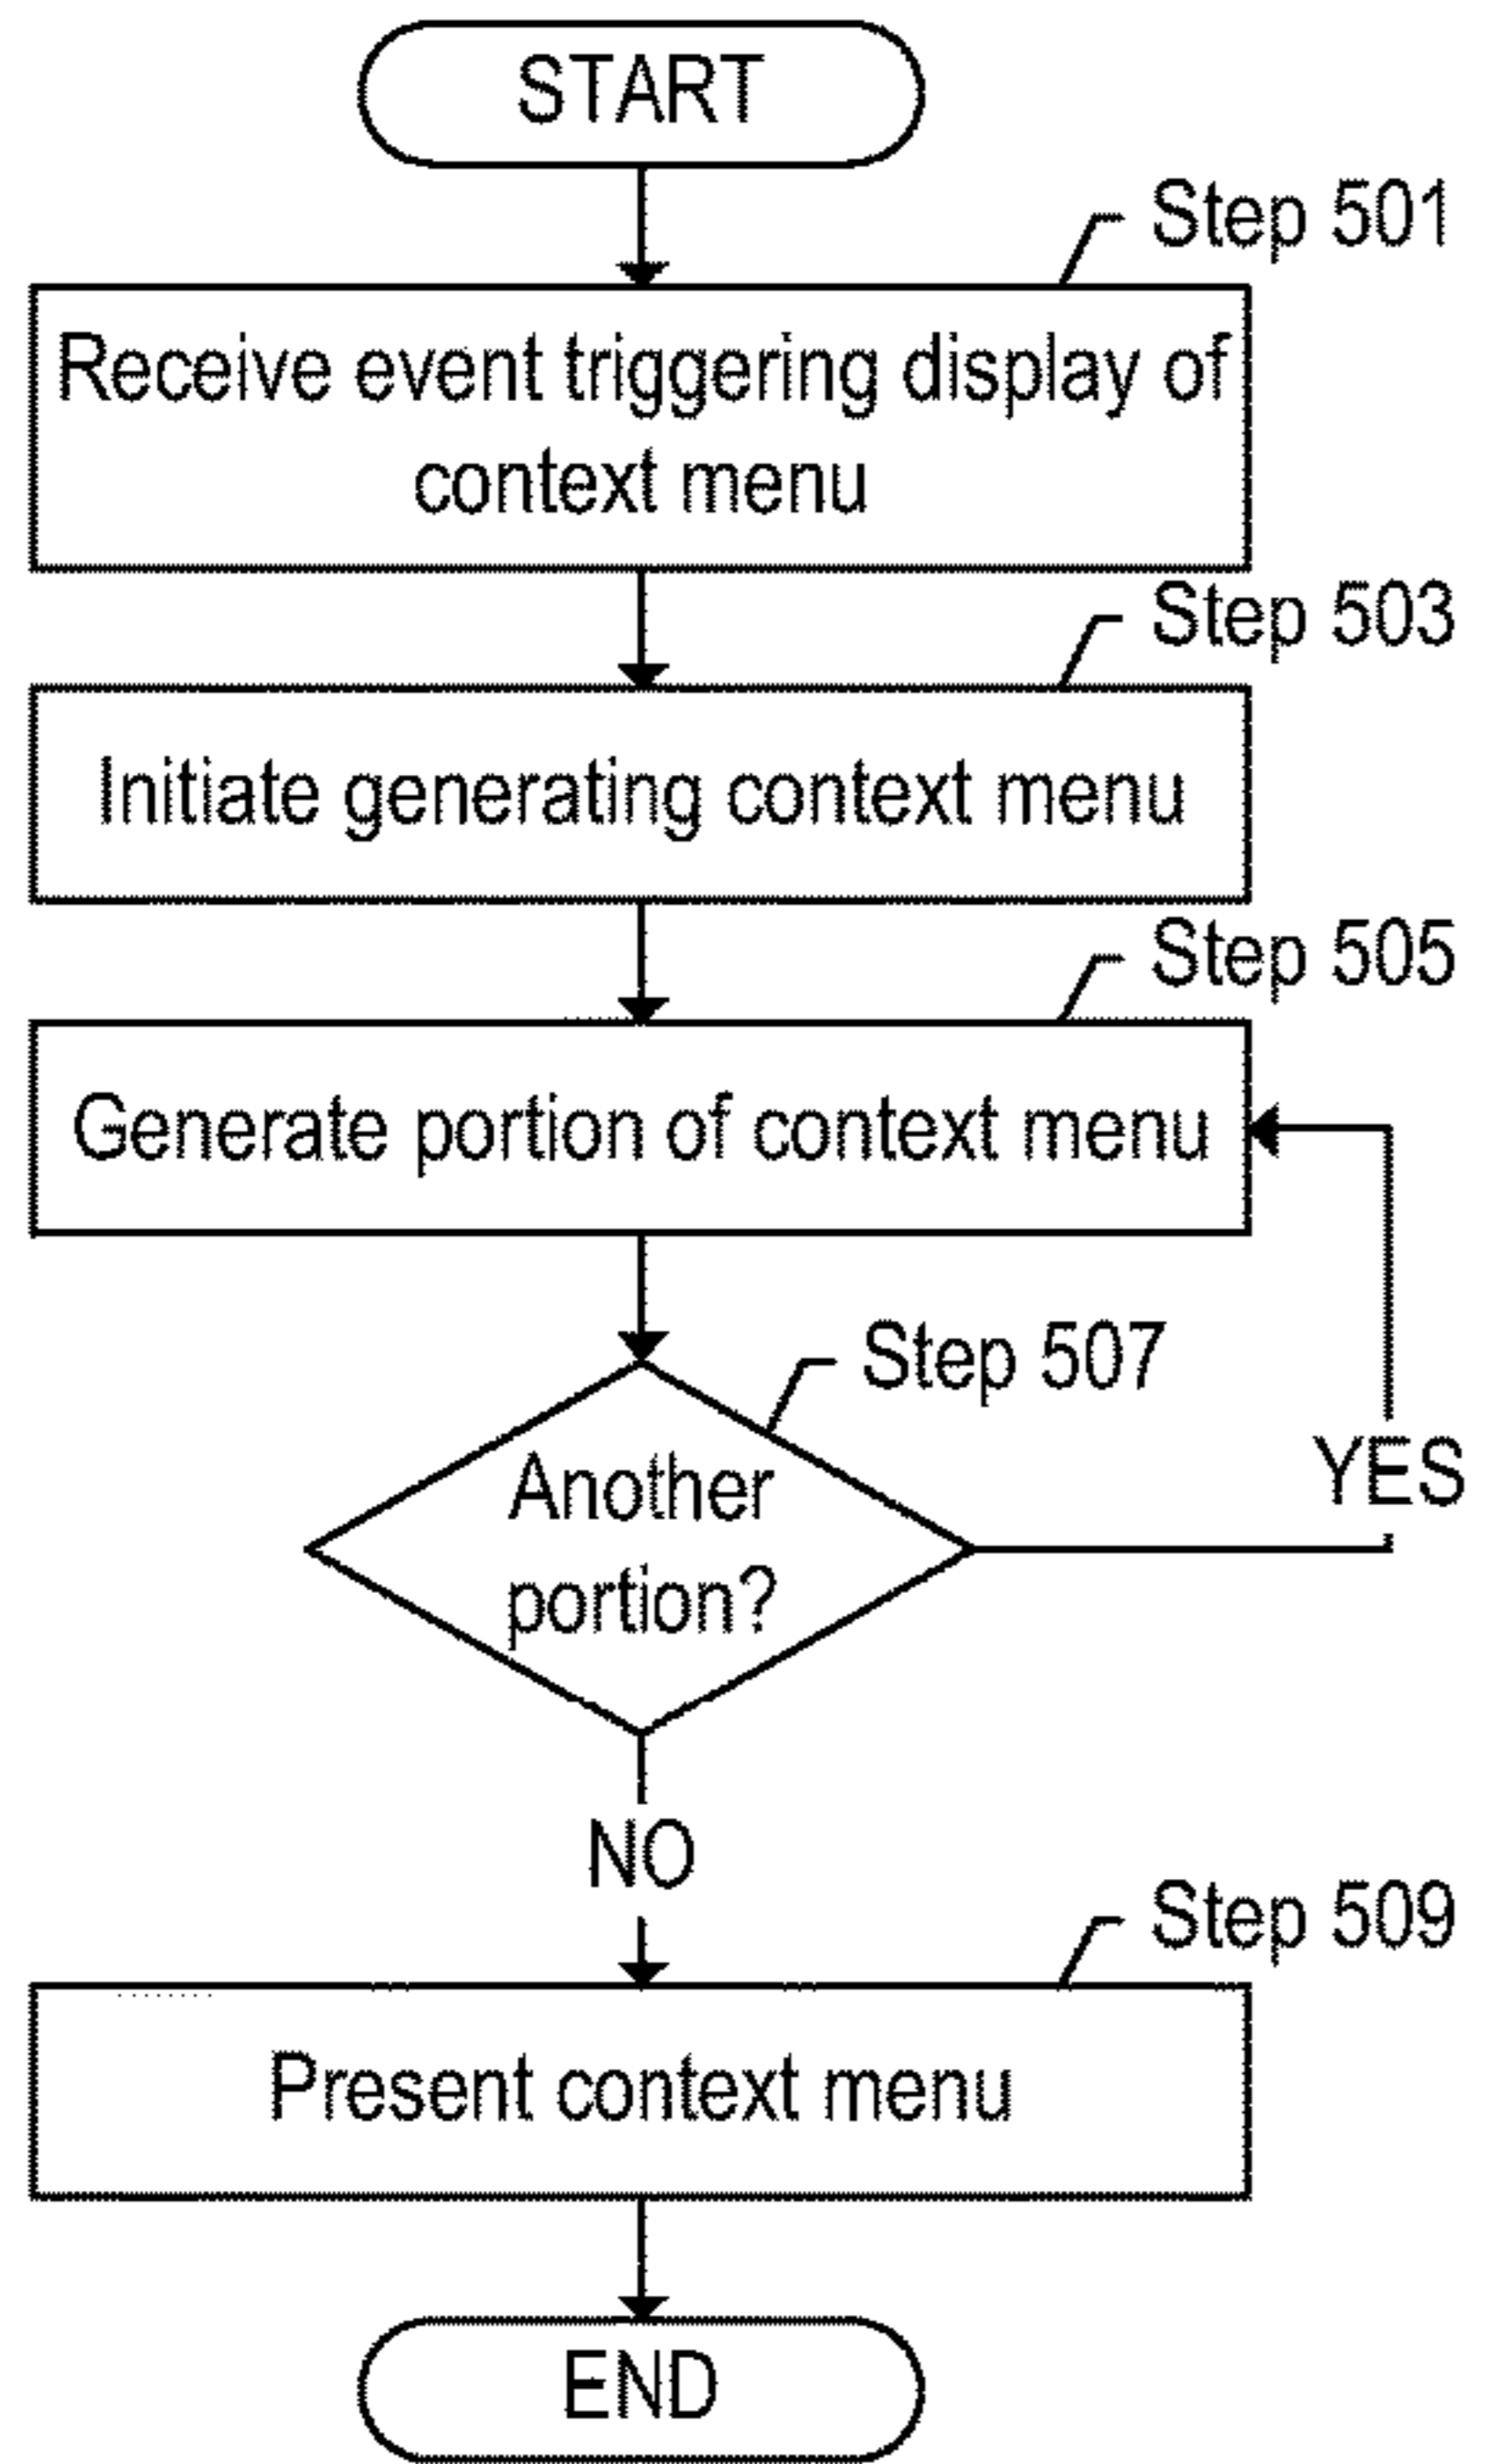 START
Step 501
Receive event triggering display of
context menu
Step 503
Initiate generating context menu
Step 505
Generate portion of context menu
Step 507
Another
portion?
YES
NO
Step 509
Present context menu
END